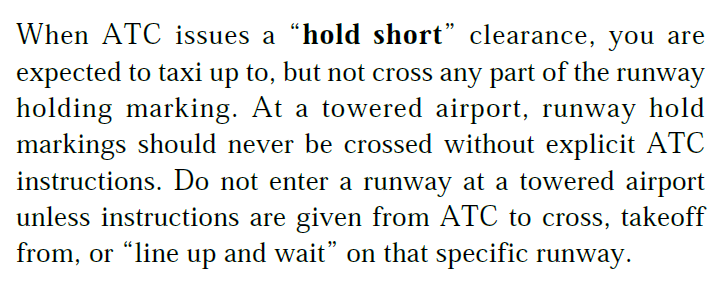 When ATC issues a “hold short” clearance, you are
expected to taxi up to, but not cross any part of the runway
holding marking. At a towered airport, runway hold
markings should never be crossed without explicit ATC
instructions. Do not enter a runway at a towered airport
unless instructions are given from ATC to cross, takeoff
from, or “line up and wait” on that specific runway.